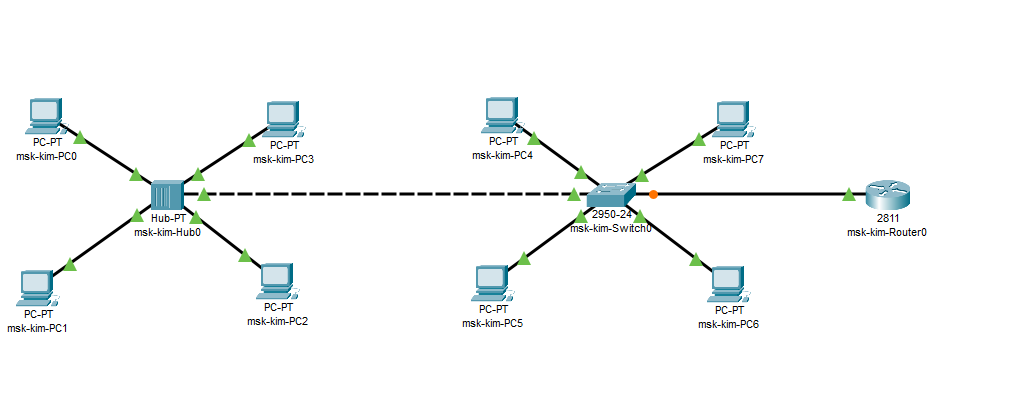 PC-PT
msk-kim-PC0
PC-PT
msk-kim-PC3
PC-PT
msk-kim-PC4
PC-PT
msk-kim-PC7
Hub-PT
msk-kim-Hub0
2950-24
msk-kim-Switch0
2811
msk-kim-Router0
PC-PT
msk-kim-PC1
PC-PT
msk-kim-PC2
PC-PT
msk-kim-PC5
PC-PT
msk-kim-PC6